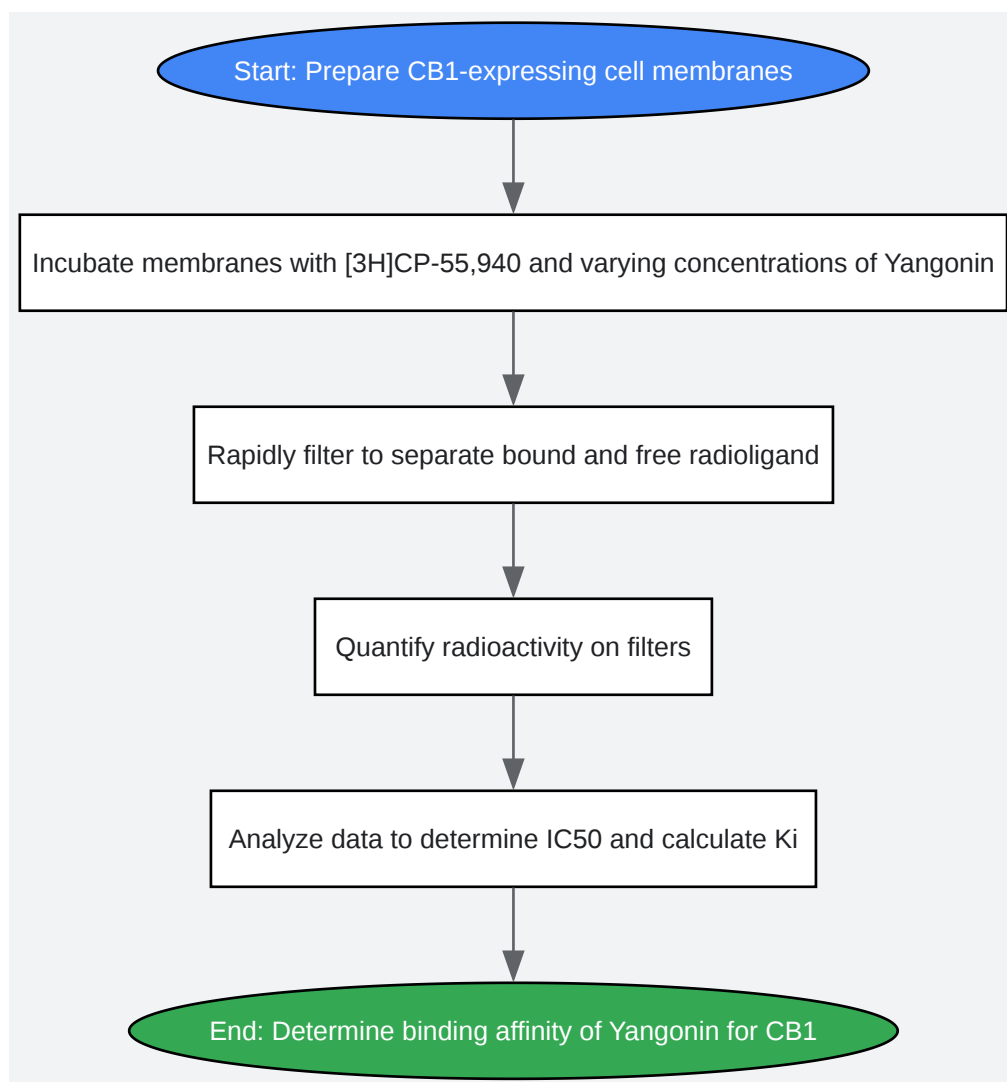 Start: Prepare CB1-expressing cell membranes
Incubate membranes with [3H]CP-55,940 and varying concentrations of Yangonin
Rapidly filter to separate bound and free radioligand
Quantify radioactivity on filters
Analyze data to determine IC50 and calculate Ki
End: Determine binding affinity of Yangonin for CB1